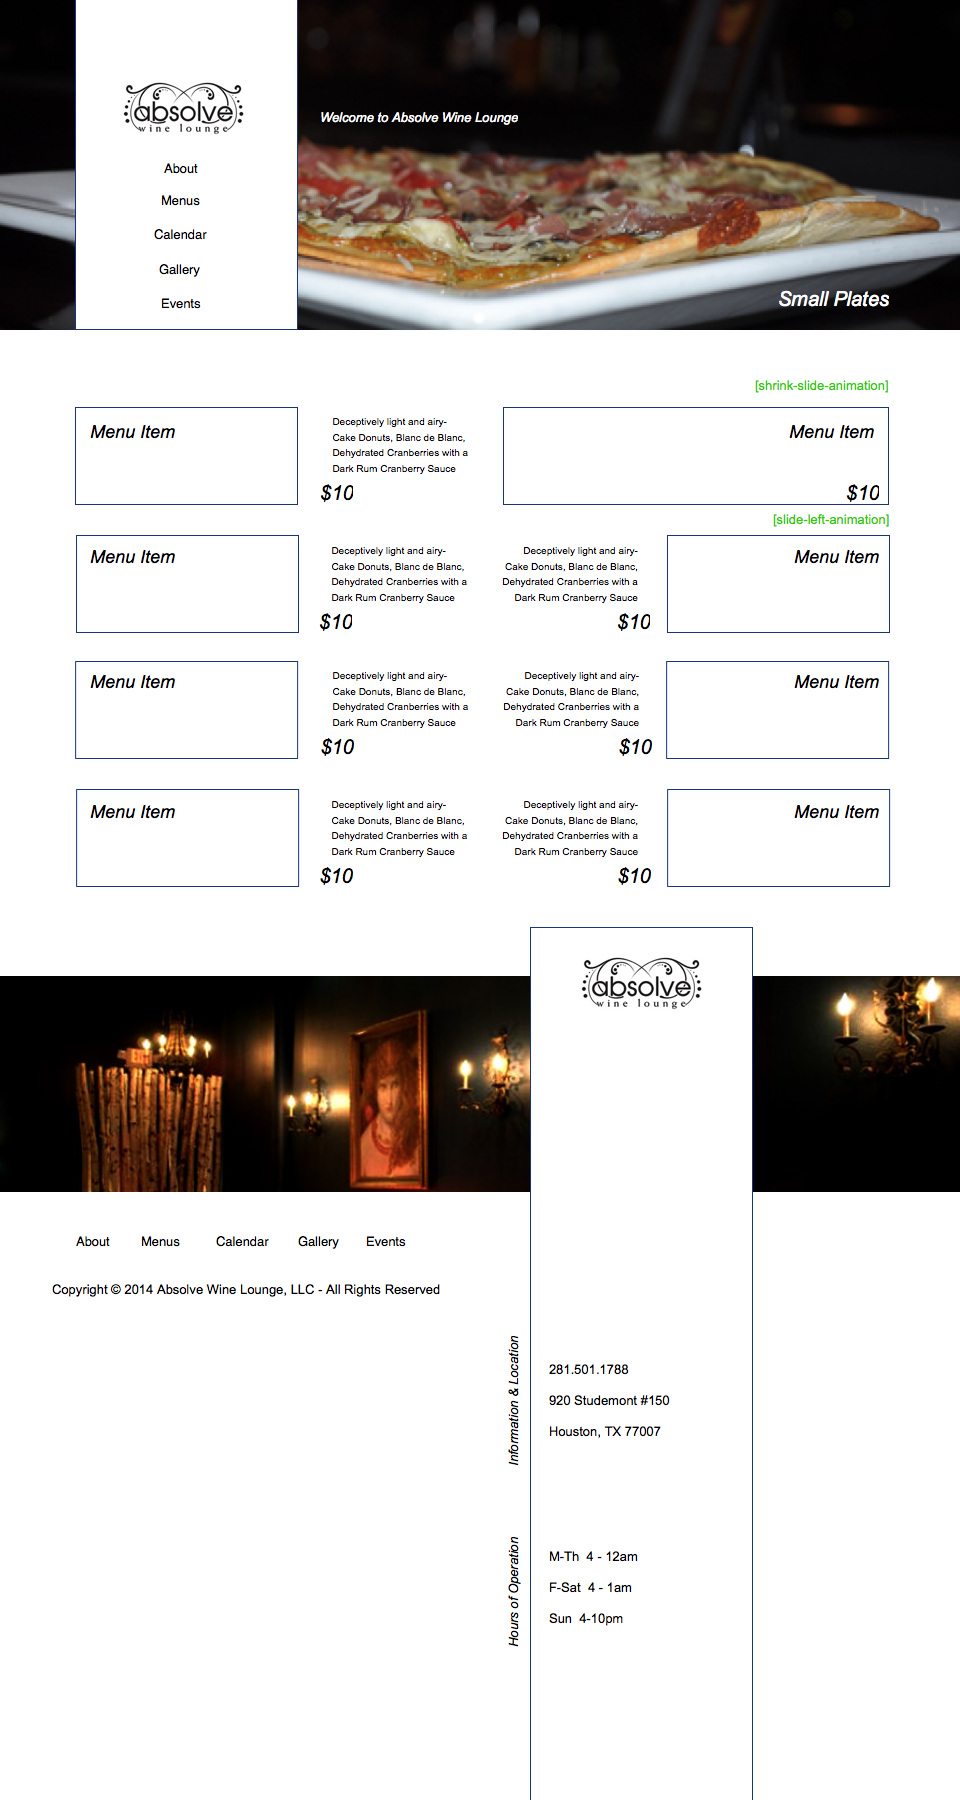 absolve
wine lounge
About
Menus
Calendar
Gallery
Events
Welcome to Absolve Wine Lounge
Small Plates
[shrink-slide-animation]
Menu Item
Deceptively light and airy-
Cake Donuts, Blanc de Blanc,
Dehydrated Cranberries with a
Dark Rum Cranberry Sauce
$10
Menu Item
$10
[slide-left-animation]
Menu Item
Deceptively light and airy-
Cake Donuts, Blanc de Blanc,
Dehydrated Cranberries with a
Dark Rum Cranberry Sauce
$10
Deceptively light and airy-
Cake Donuts, Blanc de Blanc,
Dehydrated Cranberries with a
Dark Rum Cranberry Sauce
$10
Menu Item
Menu Item
Deceptively light and airy-
Cake Donuts, Blanc de Blanc,
Dehydrated Cranberries with a
Dark Rum Cranberry Sauce
$10
Deceptively light and airy-
Cake Donuts, Blanc de Blanc,
Dehydrated Cranberries with a
Dark Rum Cranberry Sauce
$10
Menu Item
Menu Item
Deceptively light and airy-
Cake Donuts, Blanc de Blanc,
Dehydrated Cranberries with a
Dark Rum Cranberry Sauce
$10
Deceptively light and airy-
Cake Donuts, Blanc de Blanc,
Dehydrated Cranberries with a
Dark Rum Cranberry Sauce
$10
Menu Item
absolve
wine lounge
About Menus Calendar Gallery Events
Copyright © 2014 Absolve Wine Lounge, LLC - All Rights Reserved
Information & Location
281.501.1788
920 Studemont #150
Houston, TX 77007
Hours of Operation
M-Th 4 - 12am
F-Sat 4 - 1am
Sun 4-10pm